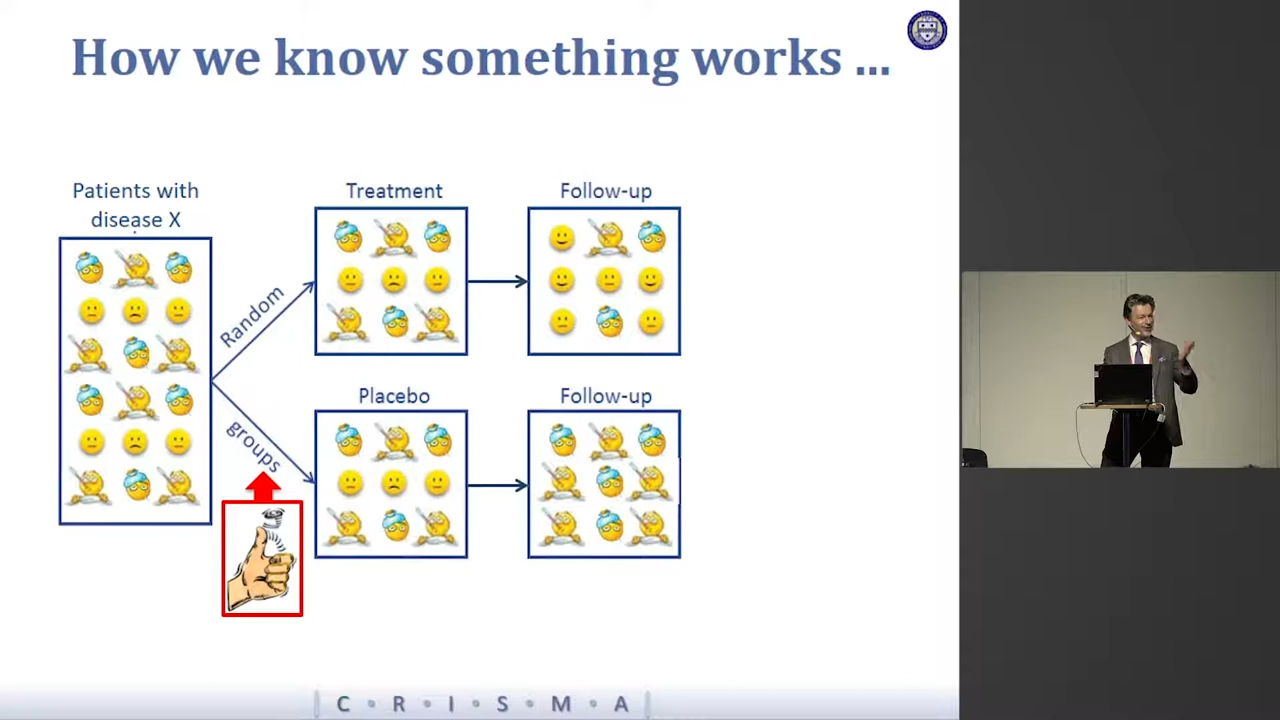 How we know something works ...
Patients with
disease X
Treatment
Follow-up
Random
groups
Placebo
Follow-up
C • R • I • S • M • A